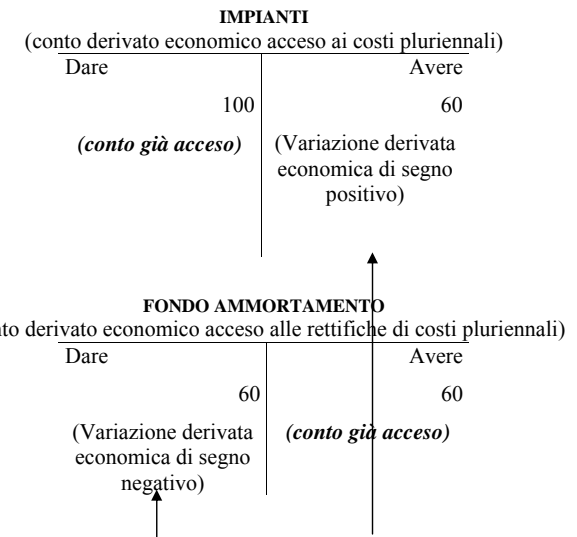 IMPIANTI
(conto derivato economico acceso ai costi pluriennali)
Dare Avere
100 60
(conto già acceso) (Variazione derivata
economica di segno
positivo)
FONDO AMMORTAMENTO
to derivato economico acceso alle rettifiche di costi pluriennali)
Dare Avere
60 60
(Variazione derivata (conto già acceso)
economica di segno
negativo)